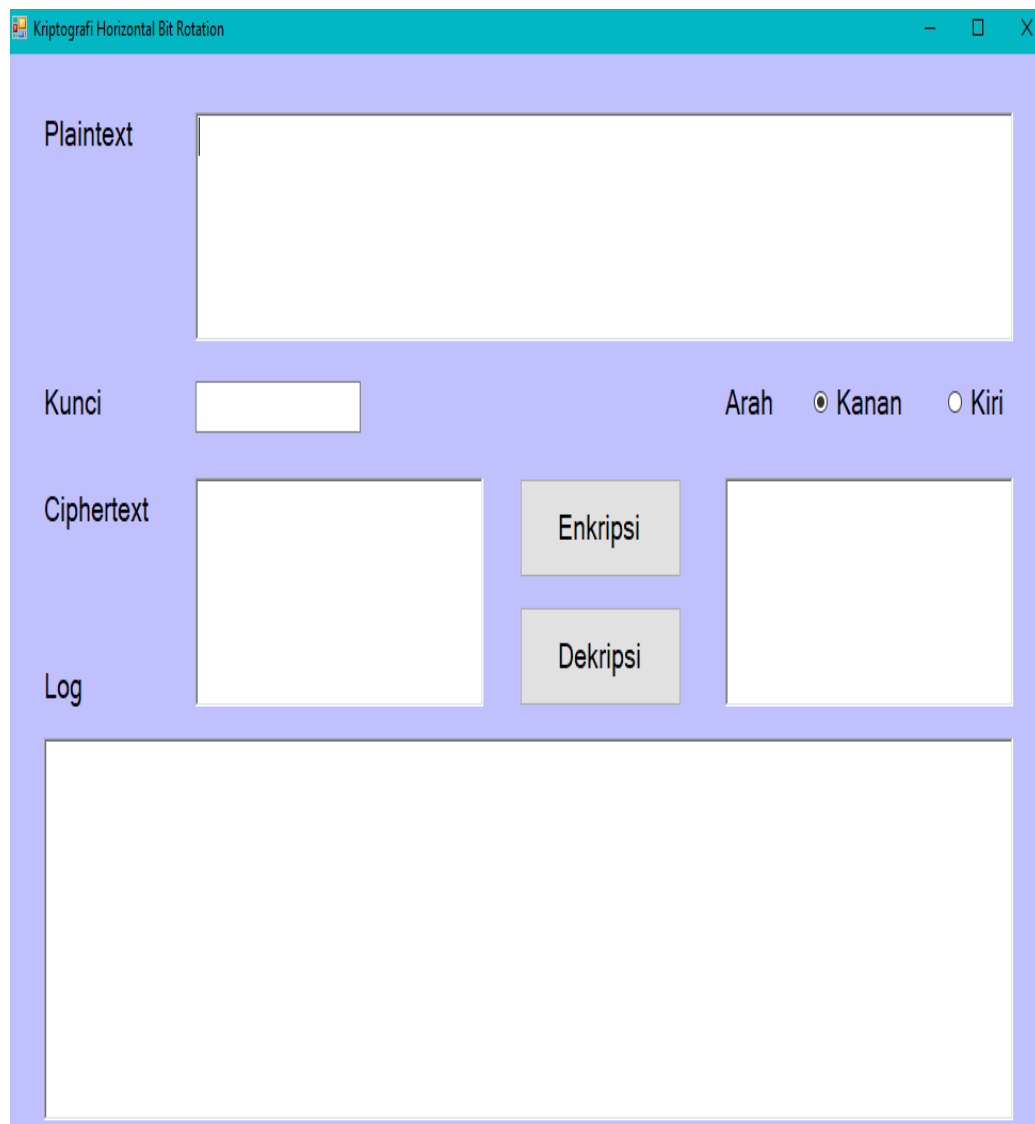 Kriptografi Horizontal Bit Rotation
Plaintext
Kunci
Arah Kanan Kiri
Ciphertext
Enkripsi
Dekripsi
Log